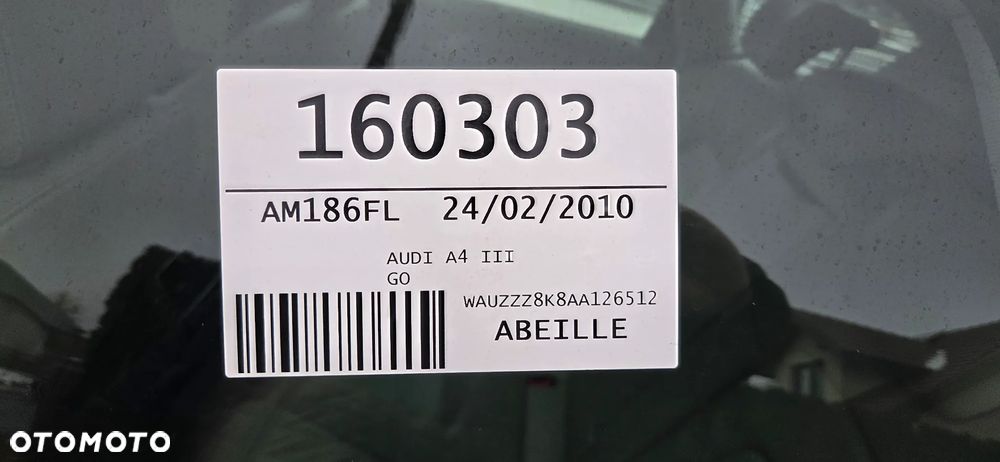 160303
AM186FL 24/02/2010
AUDI A4 III
GO
WAUZZZ8K8AA126512
ABEILLE
OTOMOTO